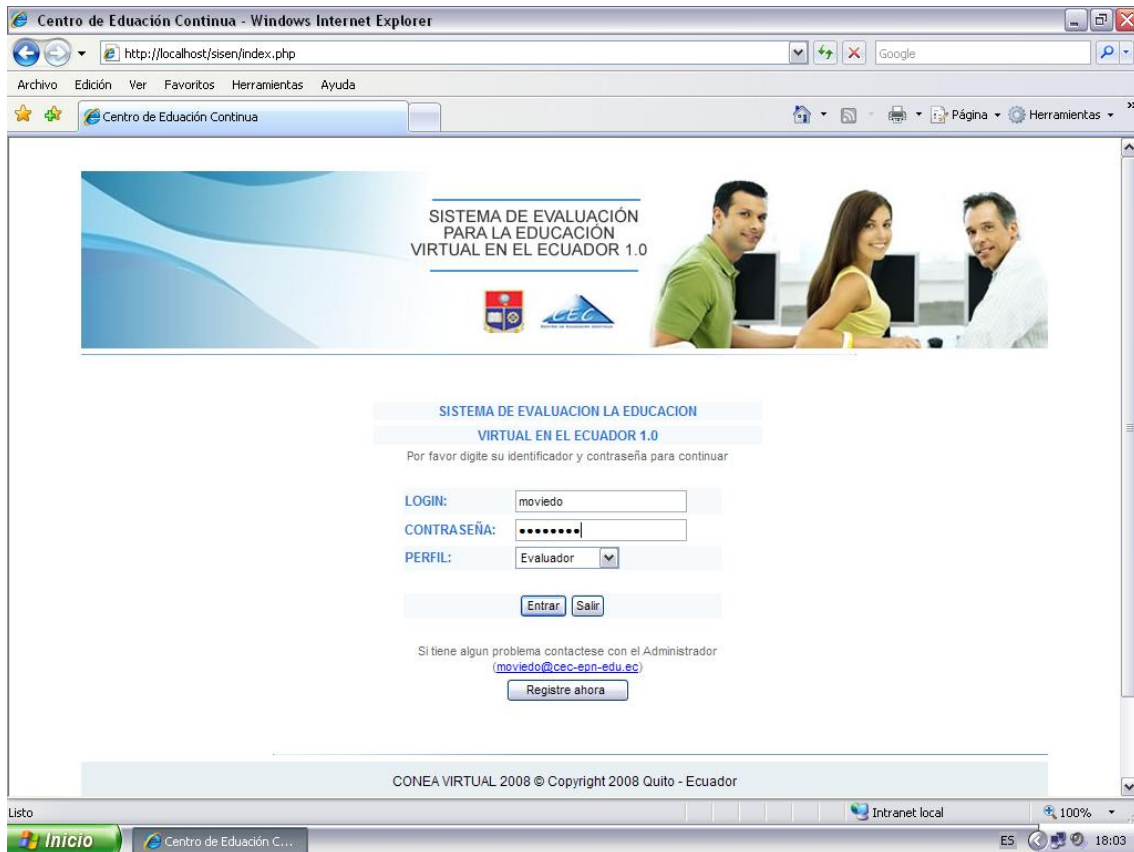 Centro de Eduación Continua - Windows Internet Explorer
http://localhost/sisen/index.php
Google
Archivo Edición Ver Favoritos Herramientas Ayuda
Centro de Eduación Continua
Página Herramientas
SISTEMA DE EVALUACIÓN
PARA LA EDUCACIÓN
VIRTUAL EN EL ECUADOR 1.0
CEC
SISTEMA DE EVALUACION LA EDUCACION
VIRTUAL EN EL ECUADOR 1.0
Por favor digite su identificador y contraseña para continuar
LOGIN: moviedo
CONTRASEÑA: ••••••••
PERFIL: Evaluador
Entrar Salir
Si tiene algun problema contactese con el Administrador
(moviedo@cec-epn-edu.ec)
Registre ahora
CONEA VIRTUAL 2008 © Copyright 2008 Quito - Ecuador
Listo Intranet local 100%
Inicio Centro de Eduación C... ES 18:03